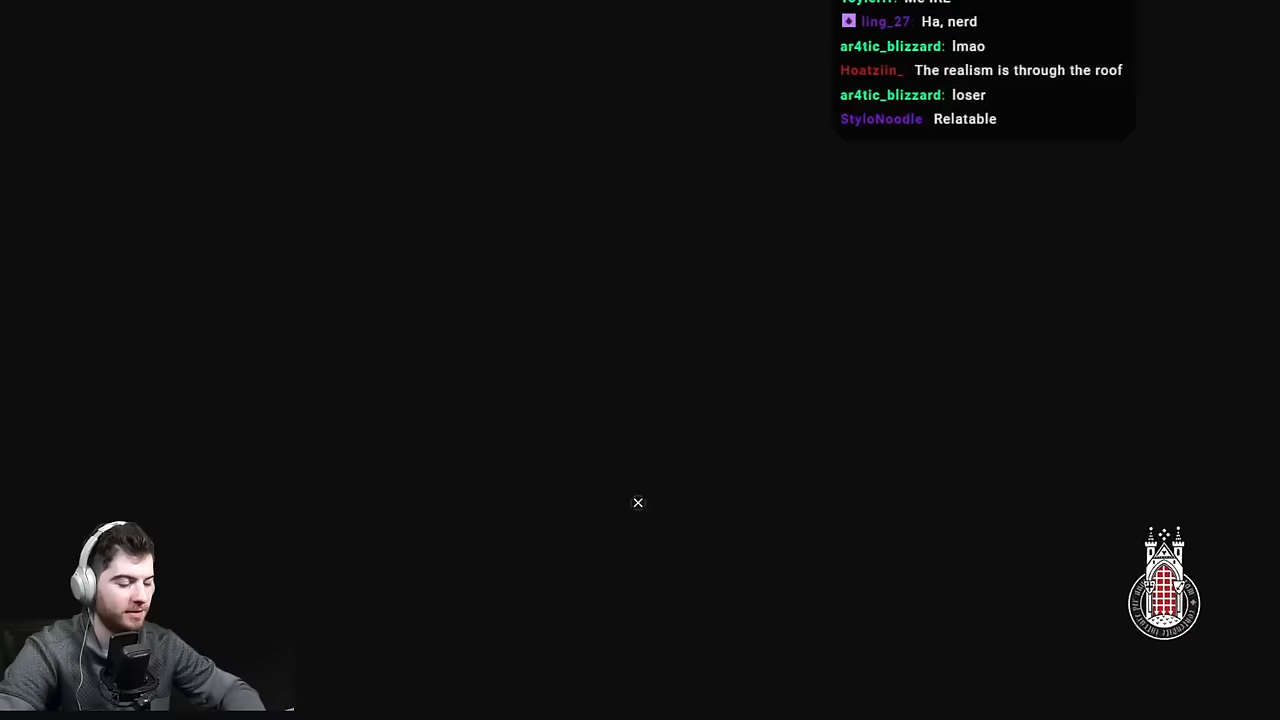 ling_27: Ha, nerd
ar4tic_blizzard: lmao
Hoatziin_ The realism is through the roof
ar4tic_blizzard: loser
StyloNoodle Relatable